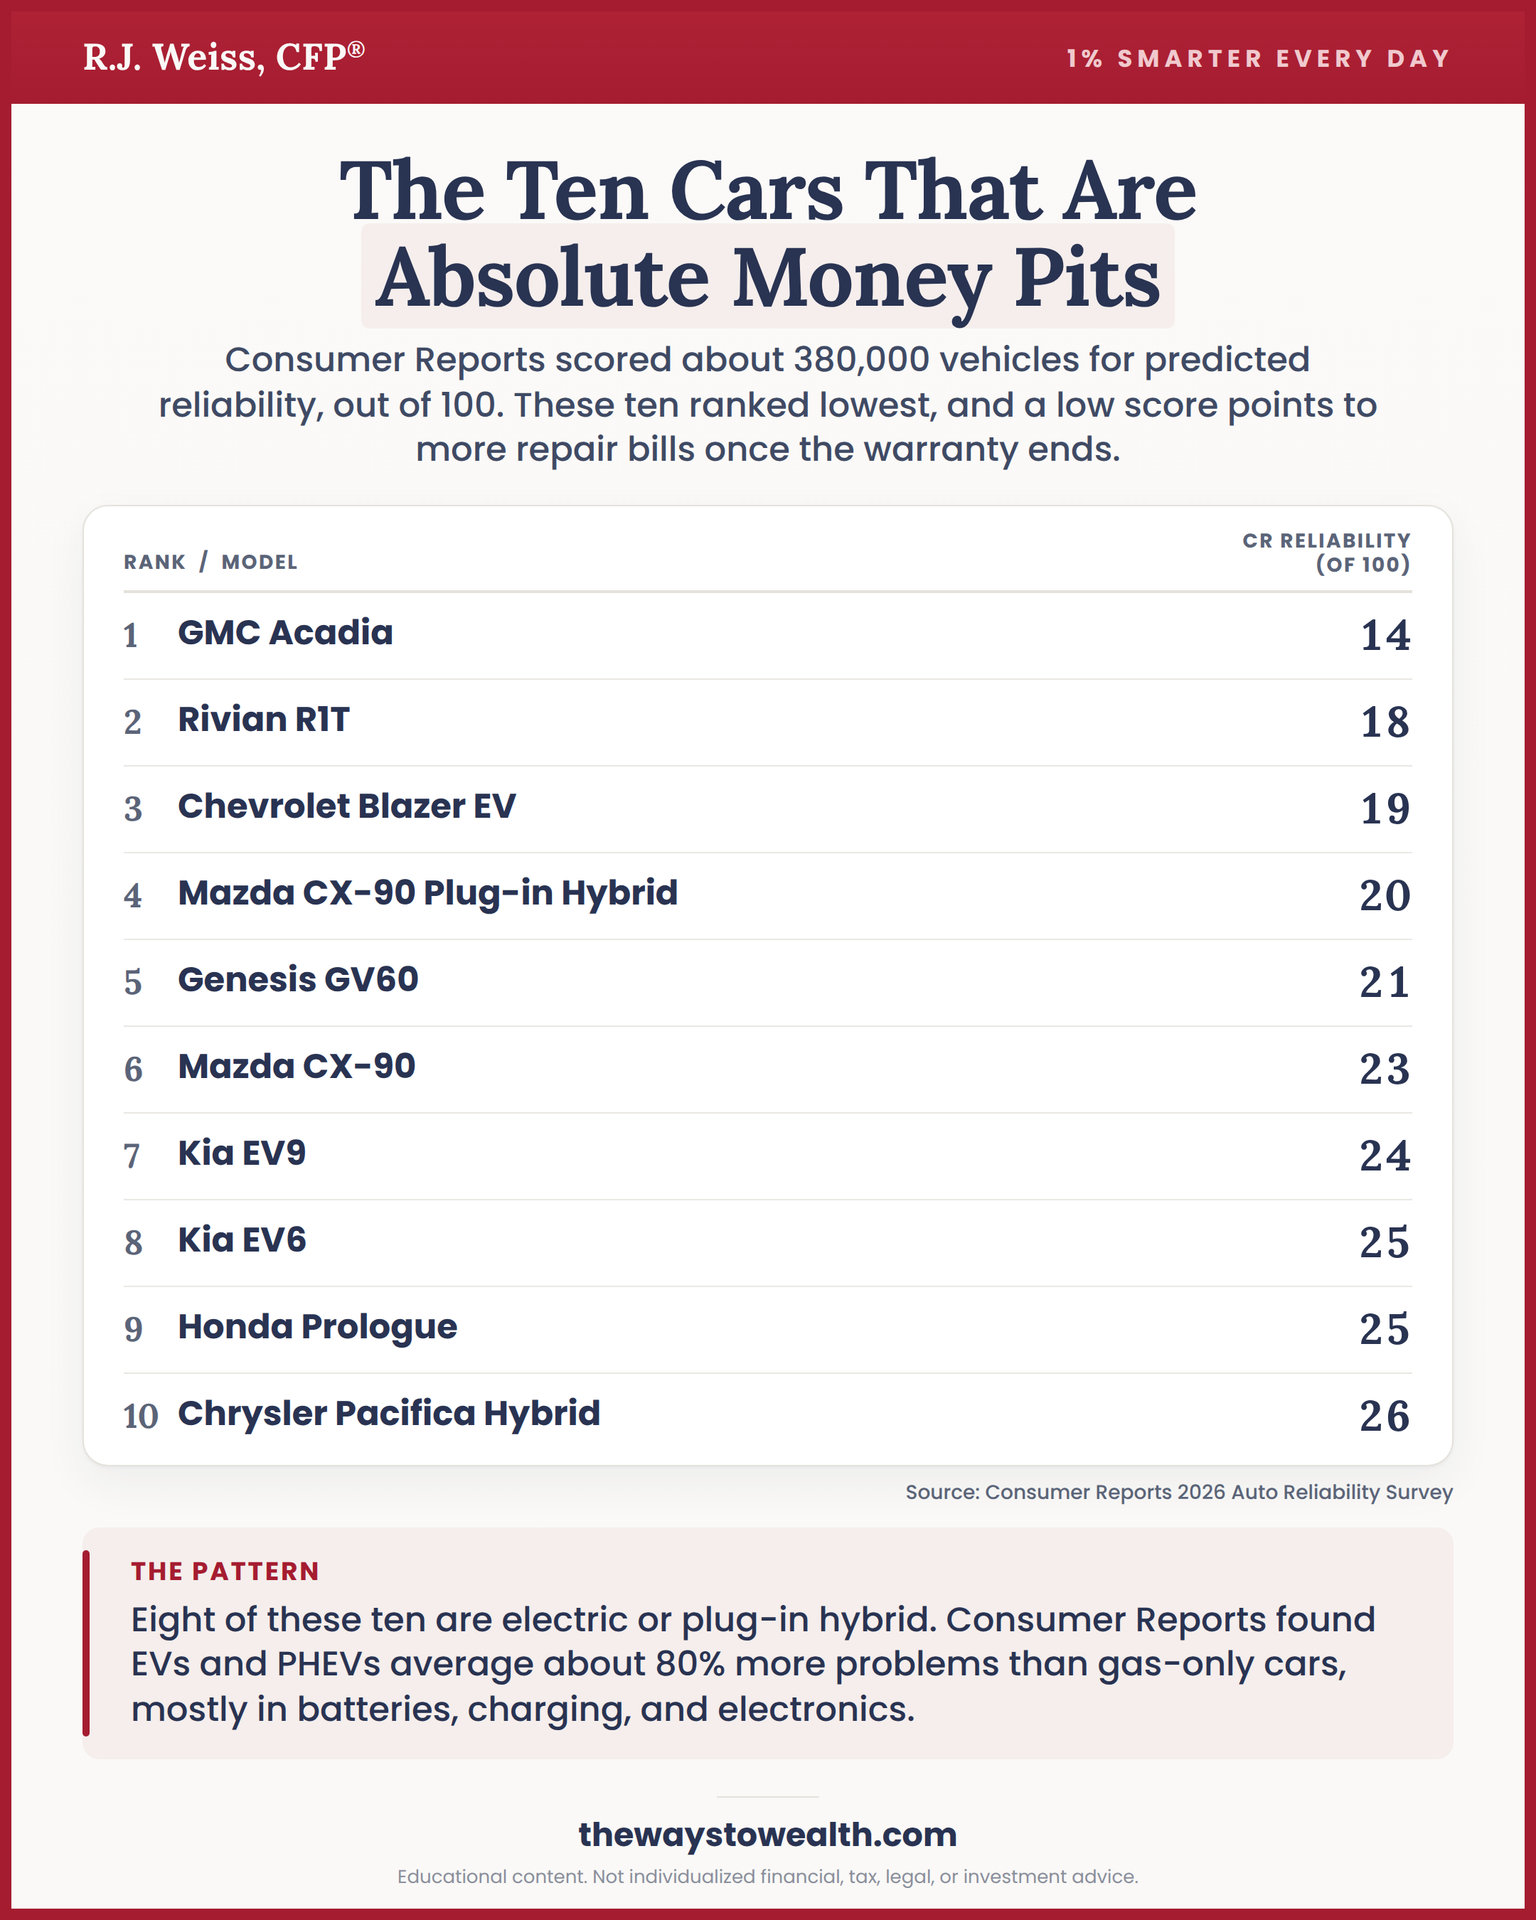 R.J. Weiss, CFP®
1% SMARTER EVERY DAY
The Ten Cars That Are
Absolute Money Pits
Consumer Reports scored about 380,000 vehicles for predicted
reliability, out of 100. These ten ranked lowest, and a low score points to
more repair bills once the warranty ends.
RANK / MODEL
CR RELIABILITY
(OF 100)
1 GMC Acadia 14
2 Rivian R1T 18
3 Chevrolet Blazer EV 19
4 Mazda CX-90 Plug-in Hybrid 20
5 Genesis GV60 21
6 Mazda CX-90 23
7 Kia EV9 24
8 Kia EV6 25
9 Honda Prologue 25
10 Chrysler Pacifica Hybrid 26
Source: Consumer Reports 2026 Auto Reliability Survey
THE PATTERN
Eight of these ten are electric or plug-in hybrid. Consumer Reports found
EVs and PHEVs average about 80% more problems than gas-only cars,
mostly in batteries, charging, and electronics.
thewaystowealth.com
Educational content. Not individualized financial, tax, legal, or investment advice.